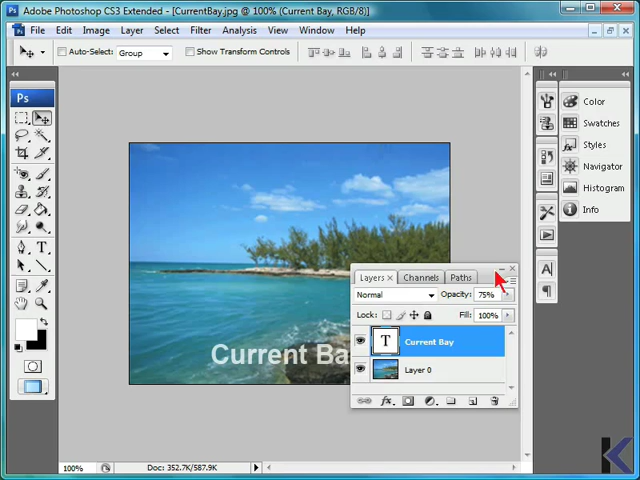 Adobe Photoshop CS3 Extended - [CurrentBay.jpg @ 100% (Current Bay, RGB/8)]
File Edit Image Layer Select Filter Analysis View Window Help
Auto-Select: Group Show Transform Controls
Ps
Color
Swatches
Styles
Navigator
Histogram
Info
Layers Channels Paths
Normal Opacity: 75%
Lock: Fill: 100%
T Current Bay
Layer 0
Current Ba
100% Doc: 352.7K/587.9K